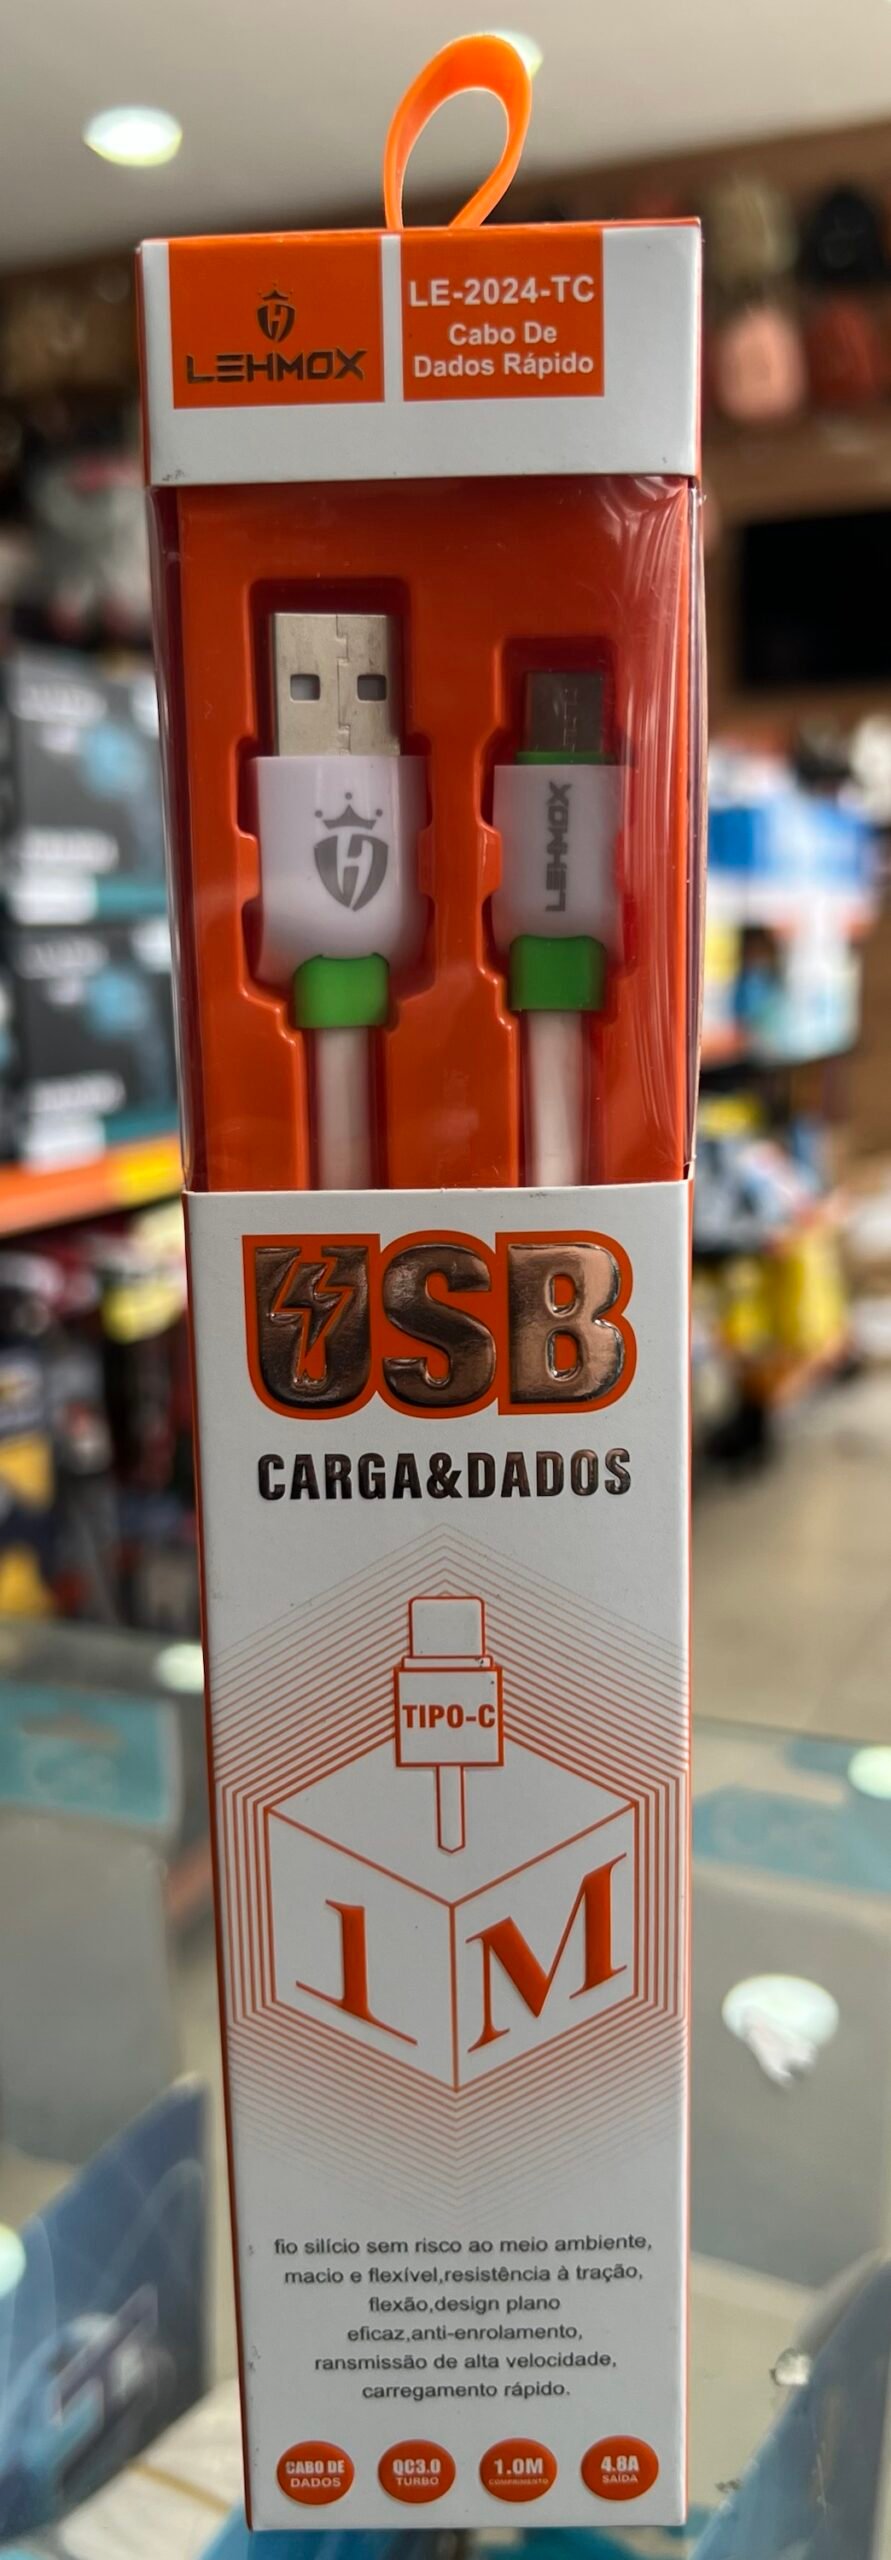 LEHMOX
LE-2024-TC
Cabo De
Dados Rápido
LEHMOX
USB
CARGA&DADOS
TIPO-C
1M
fio silício sem risco ao meio ambiente,
macio e flexível,resistência à tração,
flexão,design plano
eficaz,anti-enrolamento,
ransmissão de alta velocidade,
carregamento rápido.
CABO DE
DADOS
QC3.0
TURBO
1.0M
COMPRIMENTO
4.8A
SAÍDA